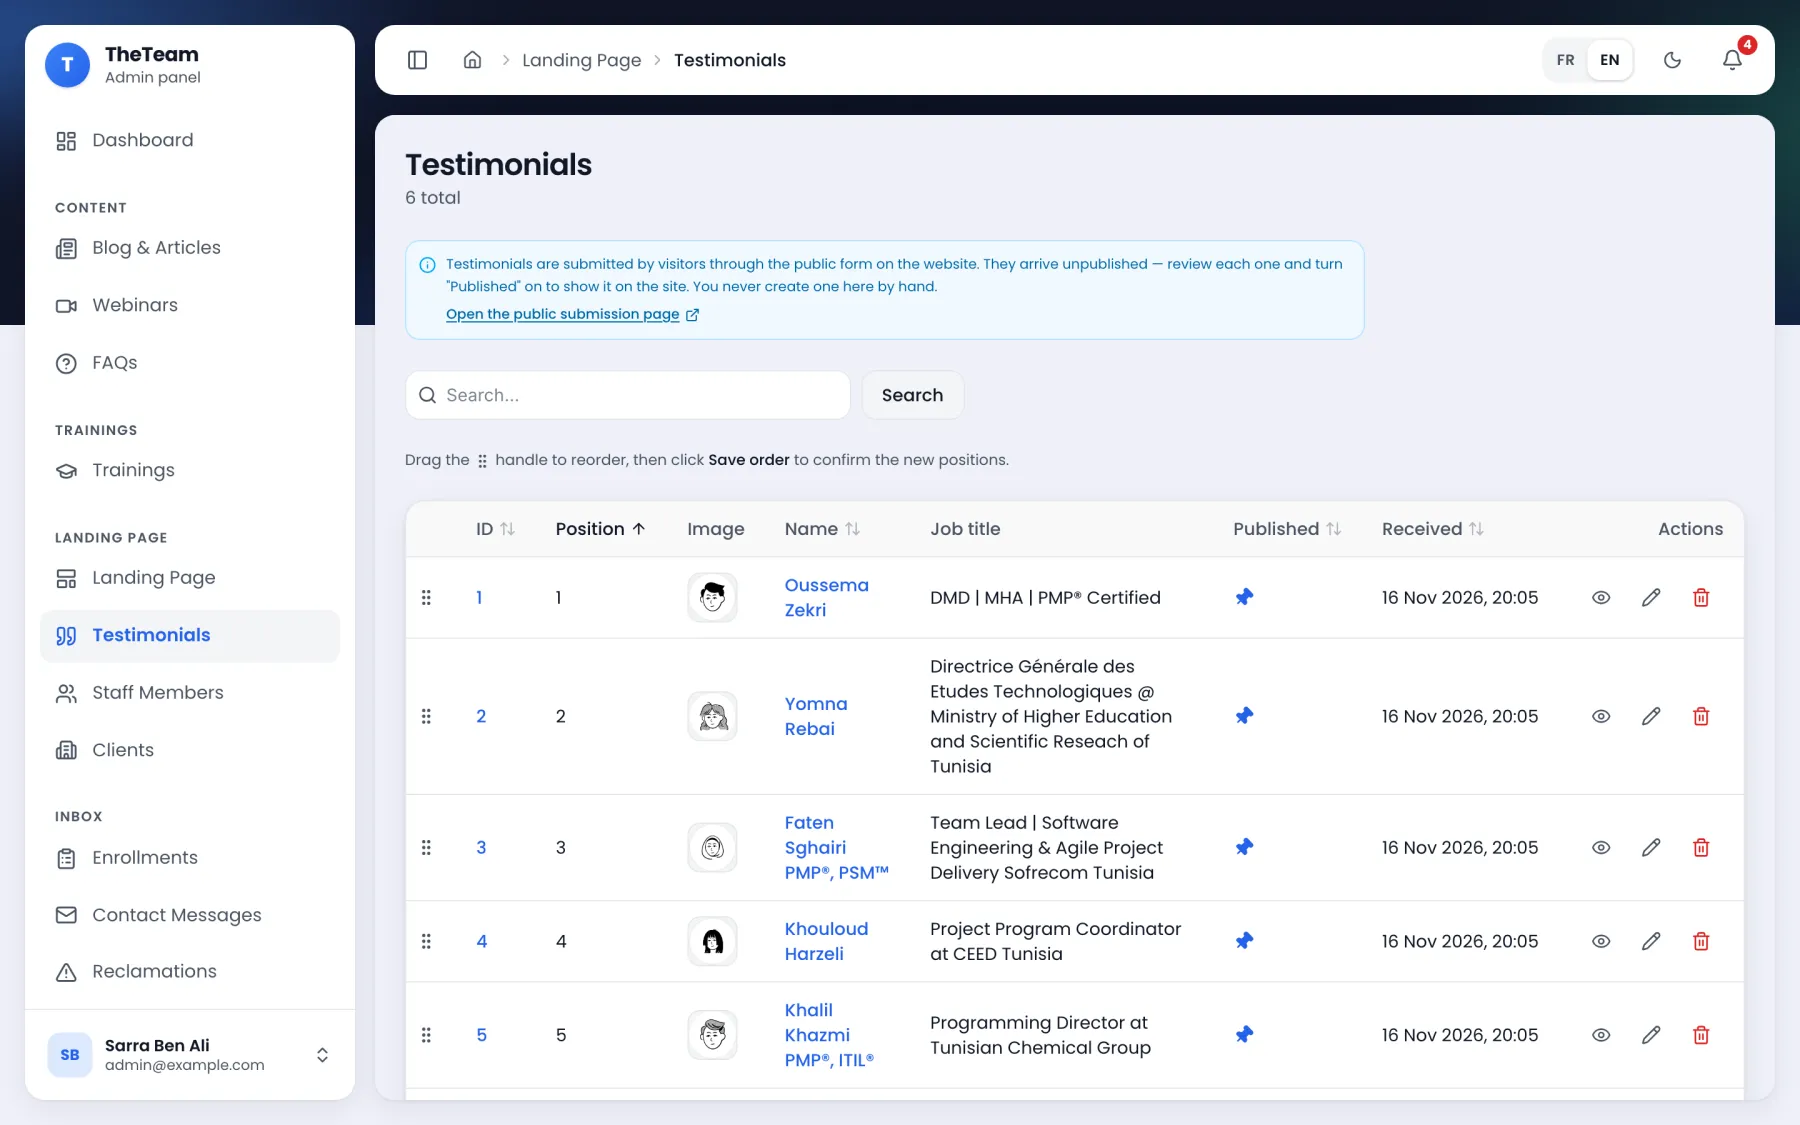 T
TheTeam
Admin panel
Dashboard
CONTENT
Blog & Articles
Webinars
FAQs
TRAININGS
Trainings
LANDING PAGE
Landing Page
Testimonials
Staff Members
Clients
INBOX
Enrollments
Contact Messages
Reclamations
SB
Sarra Ben Ali
admin@example.com
Landing Page
Testimonials
FR
EN
4
Testimonials
6 total
Testimonials are submitted by visitors through the public form on the website. They arrive unpublished — review each one and turn
"Published" on to show it on the site. You never create one here by hand.
Open the public submission page
Search...
Search
Drag the handle to reorder, then click Save order to confirm the new positions.
ID Position Image Name Job title Published Received Actions
1 1 Oussema
Zekri
DMD | MHA | PMP® Certified
16 Nov 2026, 20:05
2 2 Yomna
Rebai
Directrice Générale des
Etudes Technologiques @
Ministry of Higher Education
and Scientific Reseach of
Tunisia
16 Nov 2026, 20:05
3 3 Faten
Sghairi
PMP®, PSM™
Team Lead | Software
Engineering & Agile Project
Delivery Sofrecom Tunisia
16 Nov 2026, 20:05
4 4 Khouloud
Harzeli
Project Program Coordinator
at CEED Tunisia
16 Nov 2026, 20:05
5 5 Khalil
Khazmi
PMP®, ITIL®
Programming Director at
Tunisian Chemical Group
16 Nov 2026, 20:05